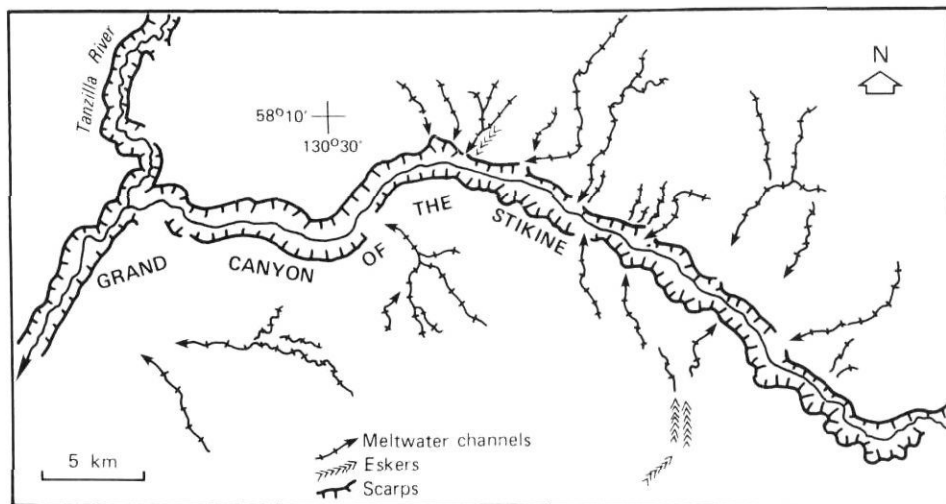 Tanzilla River
58°10'
130°30'
N
GRAND CANYON OF THE STIKINE
5 km
Meltwater channels
Eskers
Scarps